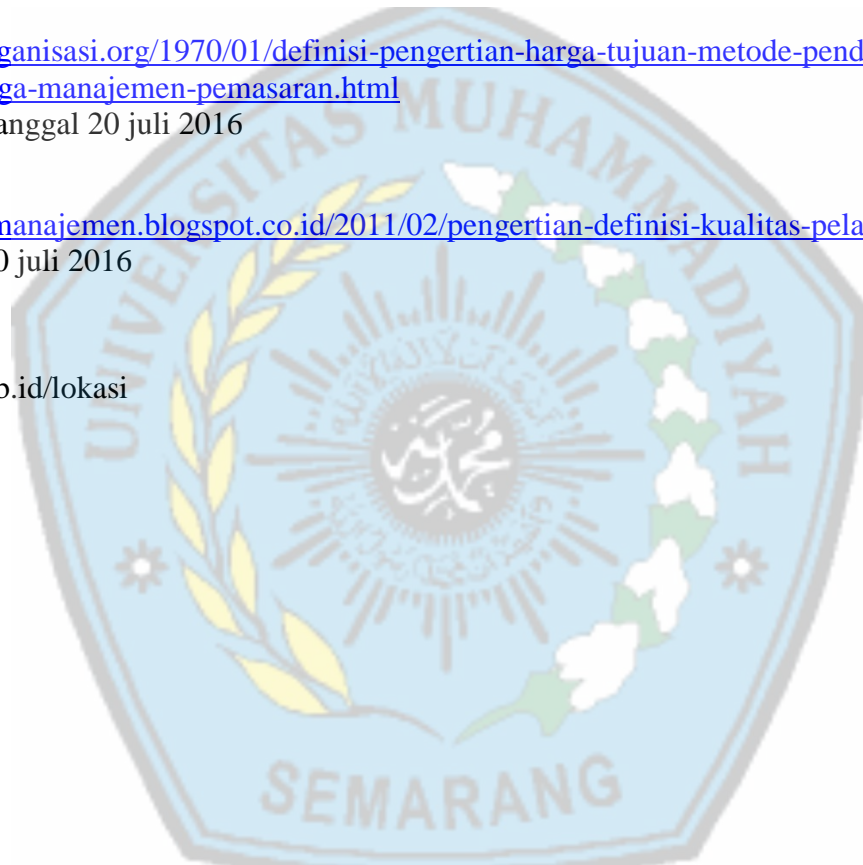 ganisasi.org/1970/01/definisi-pengertian-harga-tujuan-metode-pend
ga-manajemen-pemasaran.html
anggal 20 juli 2016
manajemen.blogspot.co.id/2011/02/pengertian-definisi-kualitas-pela
0 juli 2016
o.id/lokasi
UNIVERSITAS MUHAMMADIYAH
محمد
SEMARANG